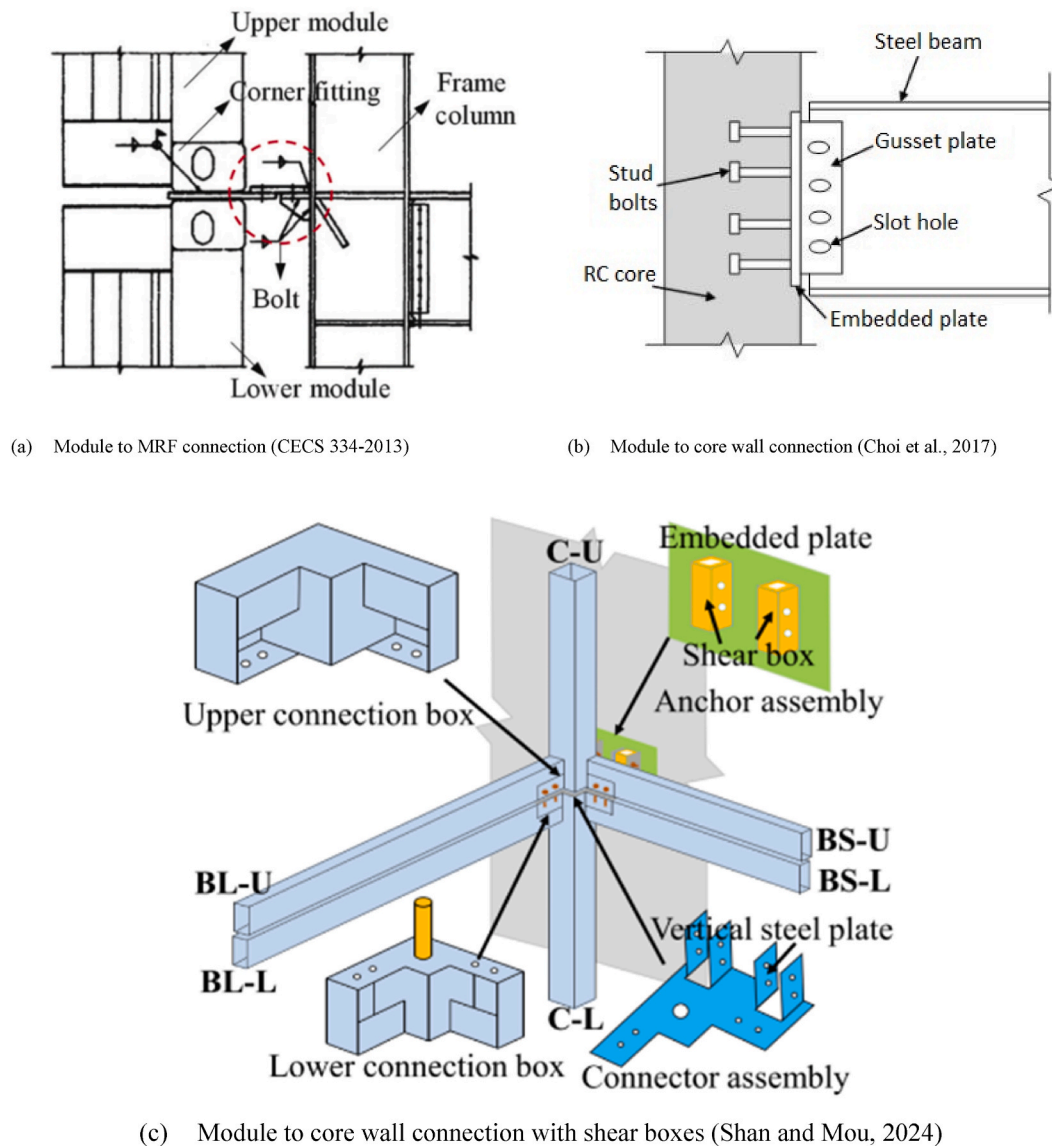 Upper module
Corner fitting
Frame
column
Bolt
Lower module
Steel beam
Gusset plate
Stud
bolts
Slot hole
RC core
Embedded plate
(a) Module to MRF connection (CECS 334-2013)
(b) Module to core wall connection (Choi et al., 2017)
C-U
Embedded plate
Shear box
Anchor assembly
Upper connection box
BS-U
BS-L
BL-U
BL-L
Vertical steel plate
C-L
Lower connection box
Connector assembly
(c) Module to core wall connection with shear boxes (Shan and Mou, 2024)